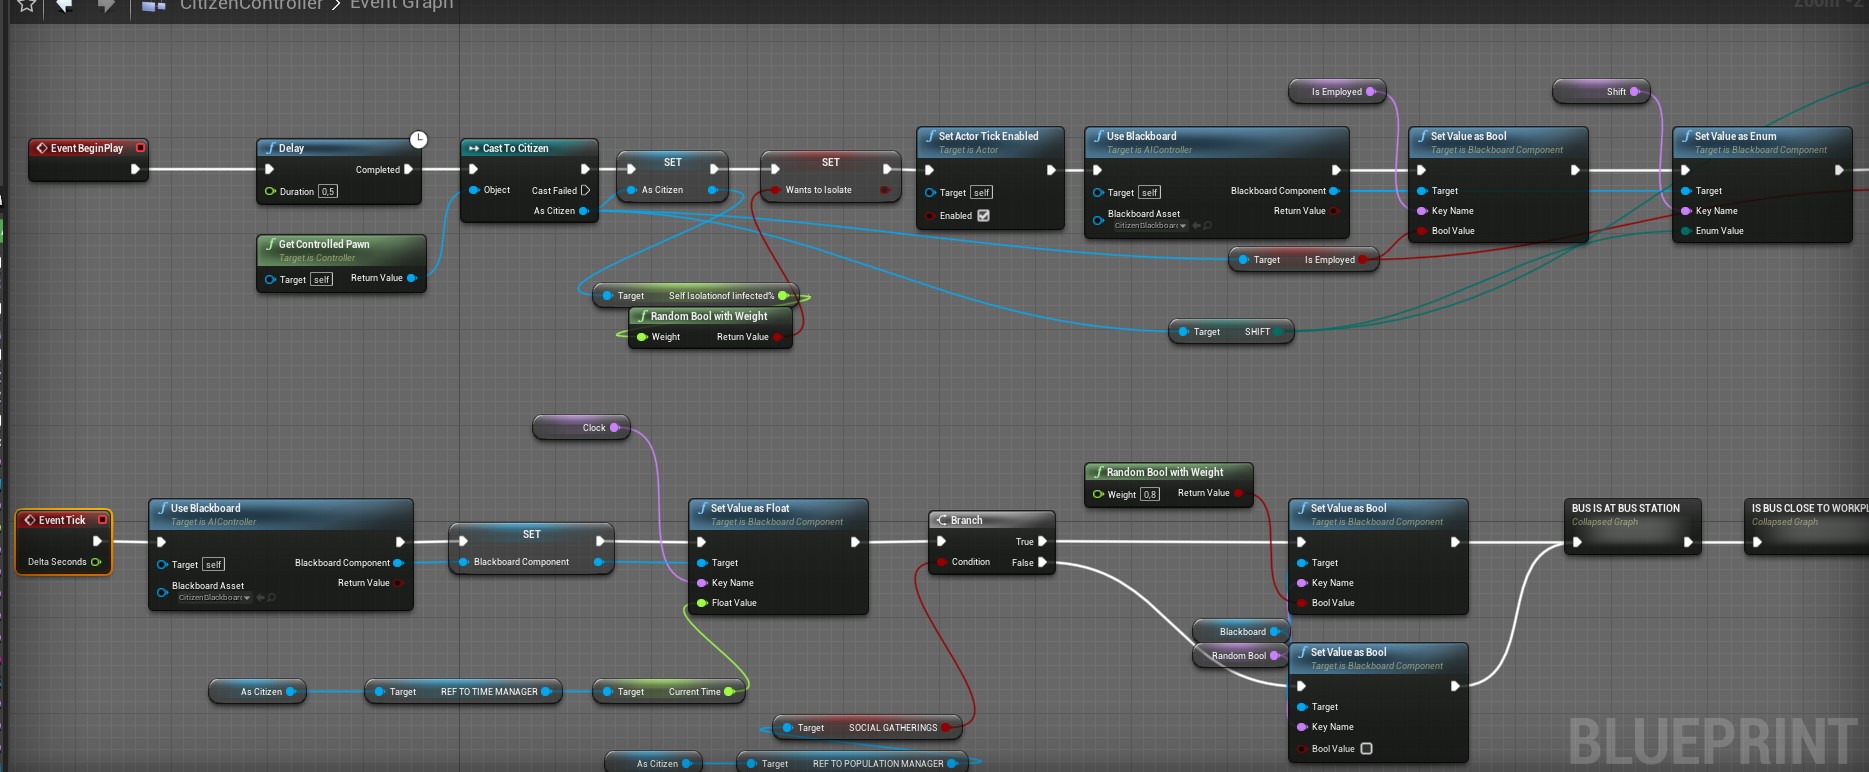 CitizenController > Event Graph
Zoom -2
Is Employed
Shift
Event BeginPlay
Delay
Completed
Duration 0,5
Cast To Citizen
Object
Cast Failed
As Citizen
SET
As Citizen
SET
Wants to Isolate
Set Actor Tick Enabled
Target is Actor
Target self
Enabled
Use Blackboard
Target is AIController
Target self
Blackboard Component
Blackboard Asset
Return Value
Set Value as Bool
Target is Blackboard Component
Target
Key Name
Bool Value
Set Value as Enum
Target is Blackboard Component
Target
Key Name
Enum Value
Get Controlled Pawn
Target is Controller
Target self
Return Value
Target Is Employed
Target Self Isolationof Iinfected%
Random Bool with Weight
Weight Return Value
Target SHIFT
Clock
Random Bool with Weight
Weight 0,8 Return Value
Event Tick
Delta Seconds
Use Blackboard
Target is AIController
Target self
Blackboard Component
Blackboard Asset
Return Value
SET
Blackboard Component
Set Value as Float
Target is Blackboard Component
Target
Key Name
Float Value
Branch
True
Condition False
Set Value as Bool
Target is Blackboard Component
Target
Key Name
Bool Value
BUS IS AT BUS STATION
Collapsed Graph
IS BUS CLOSE TO WORKPL
Collapsed Graph
Blackboard
Random Bool
Set Value as Bool
Target is Blackboard Component
Target
Key Name
Bool Value
As Citizen
Target REF TO TIME MANAGER
Target Current Time
Target SOCIAL GATHERINGS
As Citizen
Target REF TO POPULATION MANAGER
BLUEPRINT